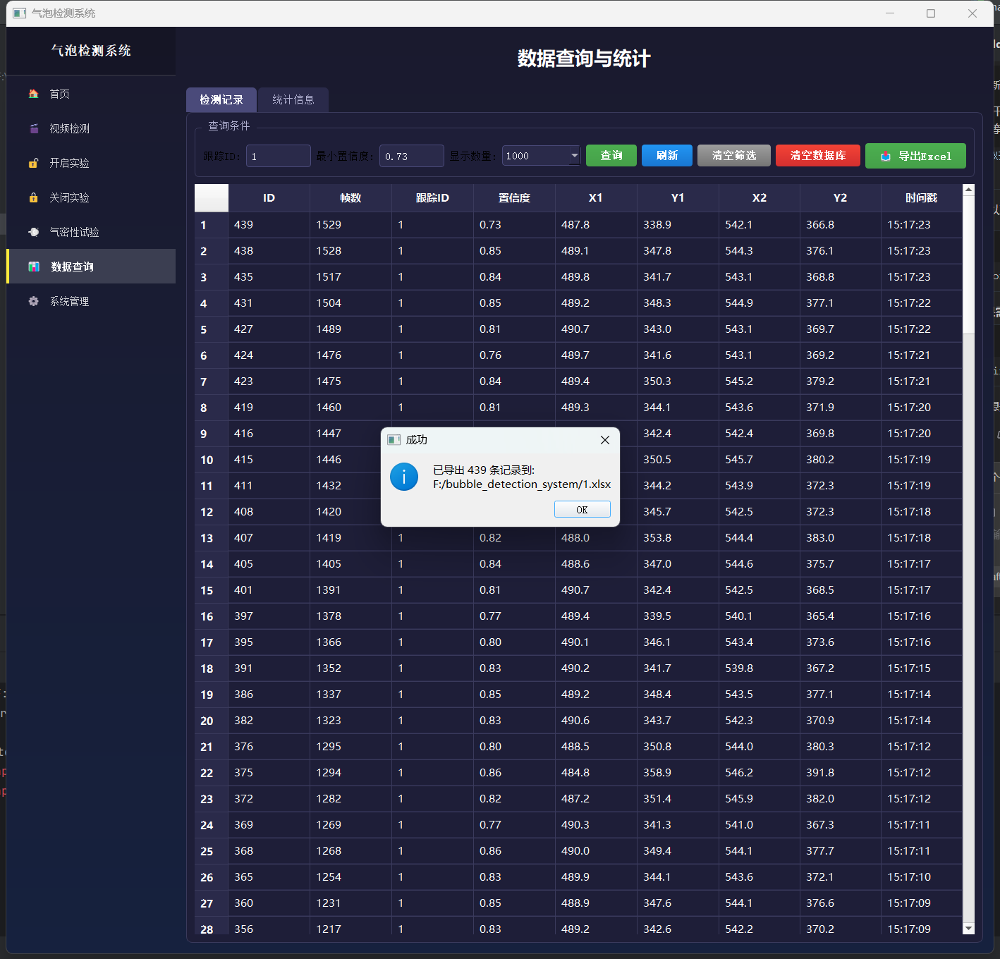 气泡检测系统
气泡检测系统
首页
视频检测
开启实验
关闭实验
气密性试验
数据查询
系统管理
数据查询与统计
检测记录 统计信息
查询条件
跟踪ID: 1 最小置信度: 0.73 显示数量: 1000 查询 刷新 清空筛选 清空数据库 导出Excel
ID 帧数 跟踪ID 置信度 X1 Y1 X2 Y2 时间戳
1 439 1529 1 0.73 487.8 338.9 542.1 366.8 15:17:23
2 438 1528 1 0.85 489.1 347.8 544.3 376.1 15:17:23
3 435 1517 1 0.84 489.8 341.7 543.1 368.8 15:17:23
4 431 1504 1 0.85 489.2 348.3 544.9 377.1 15:17:22
5 427 1489 1 0.81 490.7 343.0 543.1 369.7 15:17:22
6 424 1476 1 0.76 489.7 341.6 543.1 369.2 15:17:21
7 423 1475 1 0.84 489.4 350.3 545.2 379.2 15:17:21
8 419 1460 1 0.81 489.3 344.1 543.6 371.9 15:17:20
9 416 1447 342.4 542.4 369.8 15:17:20
10 415 1446 350.5 545.7 380.2 15:17:19
11 411 1432 344.2 543.9 372.3 15:17:19
12 408 1420 345.7 542.5 372.3 15:17:18
13 407 1419 1 0.82 488.0 353.8 544.4 383.0 15:17:18
14 405 1405 1 0.84 488.6 347.0 544.6 375.7 15:17:17
15 401 1391 1 0.81 490.7 342.4 542.5 368.5 15:17:17
16 397 1378 1 0.77 489.4 339.5 540.1 365.4 15:17:16
17 395 1366 1 0.80 490.1 346.1 543.4 373.6 15:17:16
18 391 1352 1 0.83 490.2 341.7 539.8 367.2 15:17:15
19 386 1337 1 0.85 489.2 348.4 543.5 377.1 15:17:14
20 382 1323 1 0.83 490.6 343.7 542.3 370.9 15:17:14
21 376 1295 1 0.80 488.5 350.8 544.0 380.3 15:17:12
22 375 1294 1 0.86 484.8 358.9 546.2 391.8 15:17:12
23 372 1282 1 0.82 487.2 351.4 545.9 382.0 15:17:12
24 369 1269 1 0.77 490.3 341.3 541.0 367.3 15:17:11
25 368 1268 1 0.86 490.0 349.4 544.1 377.7 15:17:11
26 365 1254 1 0.83 489.9 344.1 543.6 372.1 15:17:10
27 360 1231 1 0.85 488.9 347.6 544.1 376.6 15:17:09
28 356 1217 1 0.83 489.2 342.6 542.2 370.2 15:17:09
成功
已导出 439 条记录到:
F:/bubble_detection_system/1.xlsx
OK